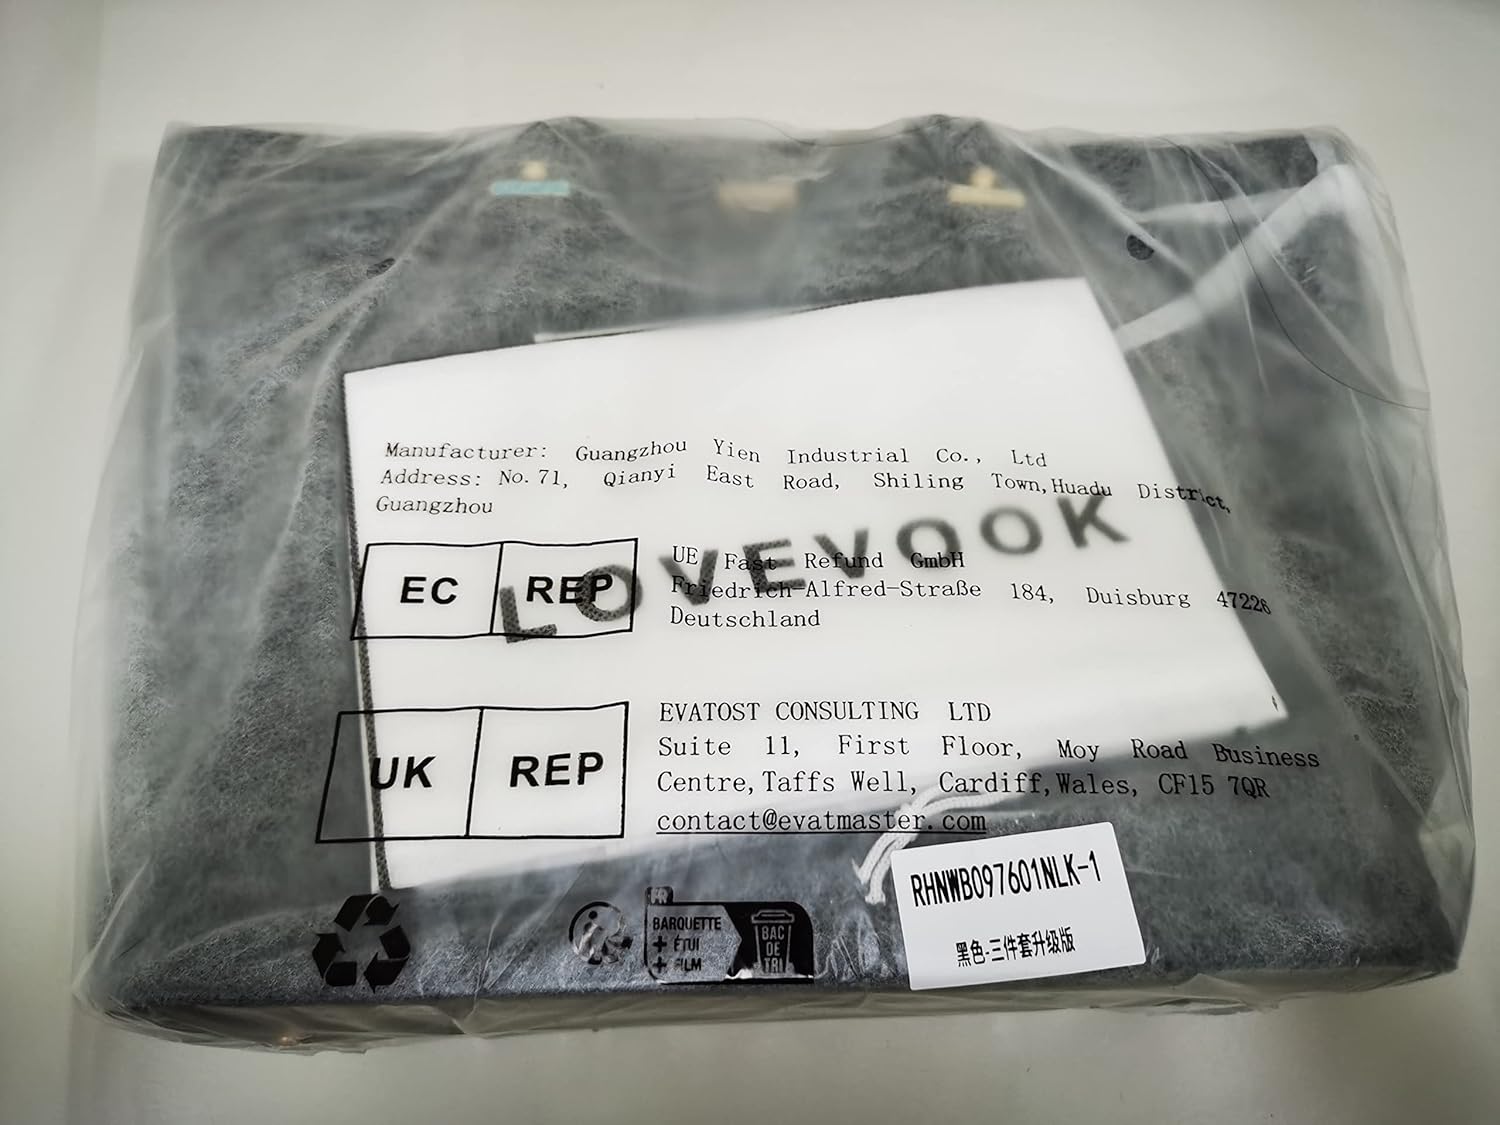 Manufacturer: Guangzhou Yien Industrial Co., Ltd
Address: No. 71, Qianyi East Road, Shiling Town, Huadu District,
Guangzhou
LOVEVOOK
EC REP
UE Fast Refund GmbH
Friedrich-Alfred-Straße 184, Duisburg 47226
Deutschland
UK REP
EVATOST CONSULTING LTD
Suite 11, First Floor, Moy Road Business
Centre, Taffs Well, Cardiff, Wales, CF15 7QR
contact@evatmaster.com
FR
BARQUETTE
+ ÉTUI
+ FILM
BAC
DE
TRI
RHNWB097601NLK-1
黑色-三件套升级版